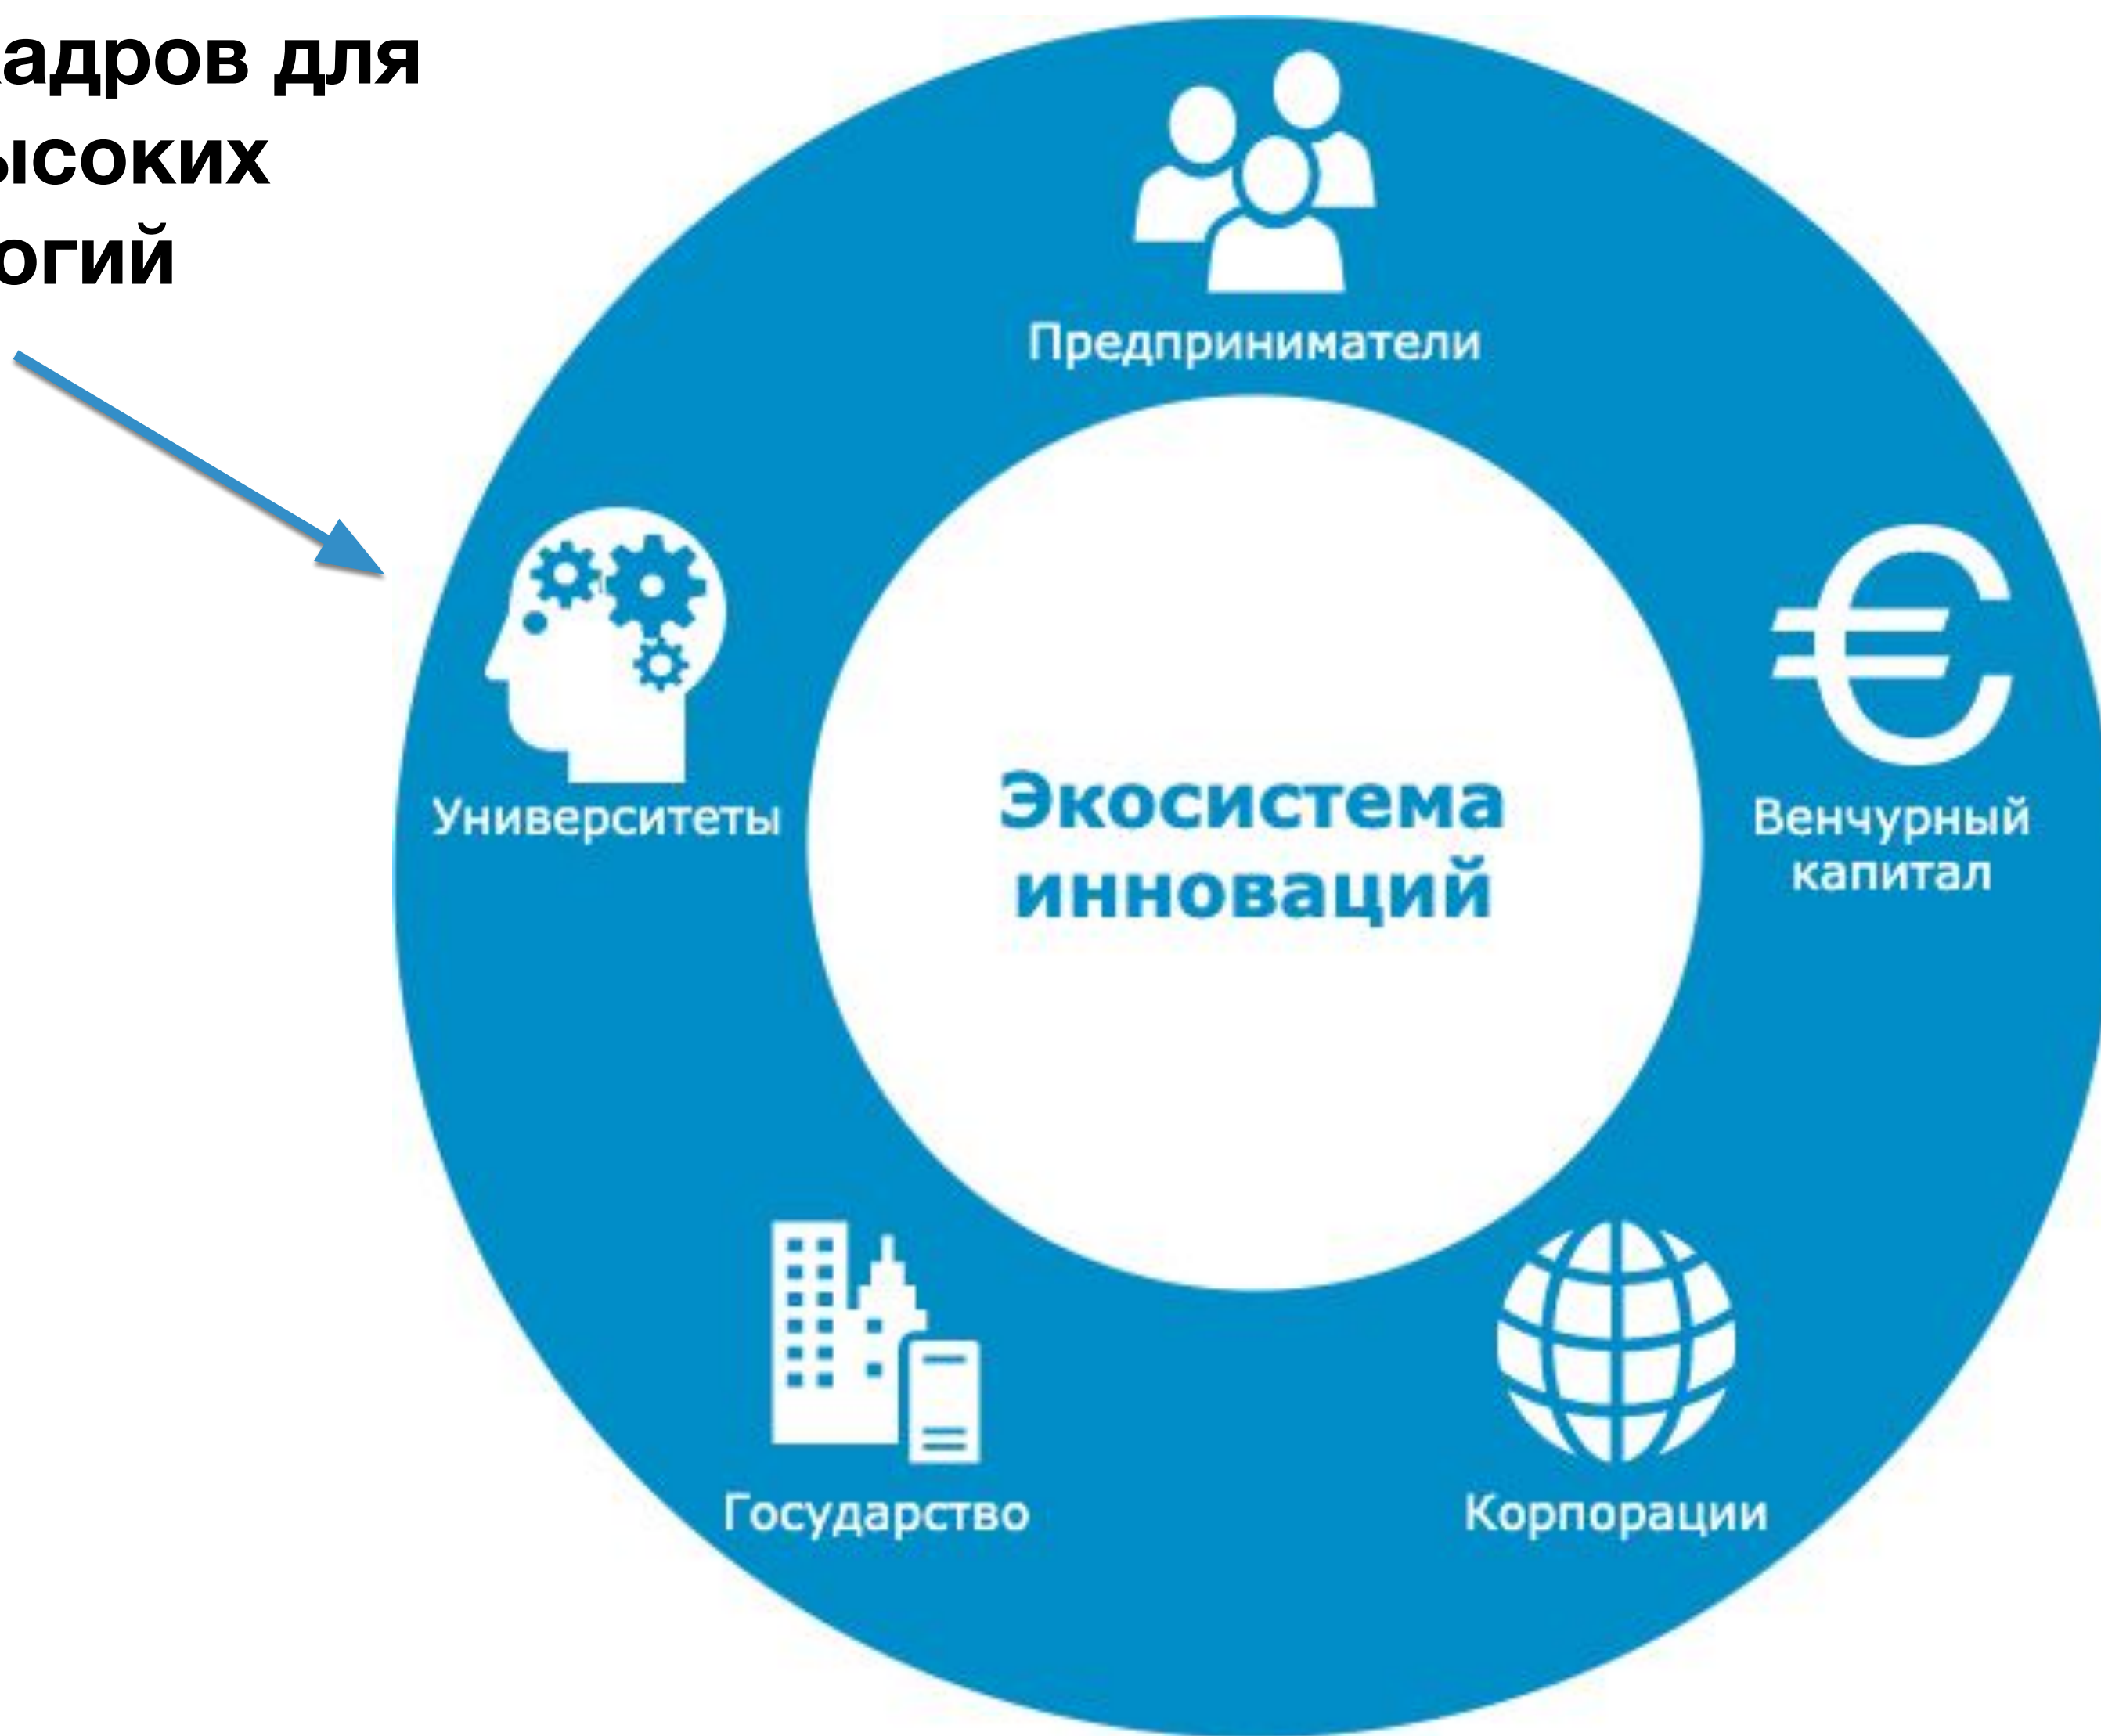 адров для
ысоких
огий
Предприниматели
Университеты
Экосистема
инноваций
Венчурный
капитал
Государство
Корпорации